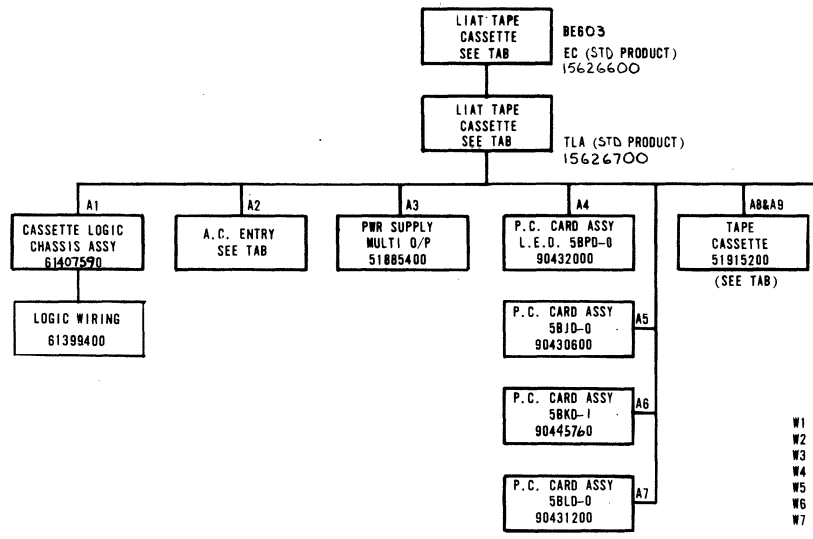 LIAT TAPE
CASSETTE
SEE TAB
BE603
EC (STD PRODUCT)
15626600
LIAT TAPE
CASSETTE
SEE TAB
TLA (STD PRODUCT)
15626700
A1
CASSETTE LOGIC
CHASSIS ASSY
61407590
LOGIC WIRING
61399400
A2
A.C. ENTRY
SEE TAB
A3
PWR SUPPLY
MULTI O/P
51885400
A4
P.C. CARD ASSY
L.E.D. 5BPD-0
90432000
P.C. CARD ASSY
5BJD-0
90430600
A5
P.C. CARD ASSY
5BKD-1
90445760
A6
P.C. CARD ASSY
5BLD-0
90431200
A7
A8&A9
TAPE
CASSETTE
51915200
(SEE TAB)
W1
W2
W3
W4
W5
W6
W7